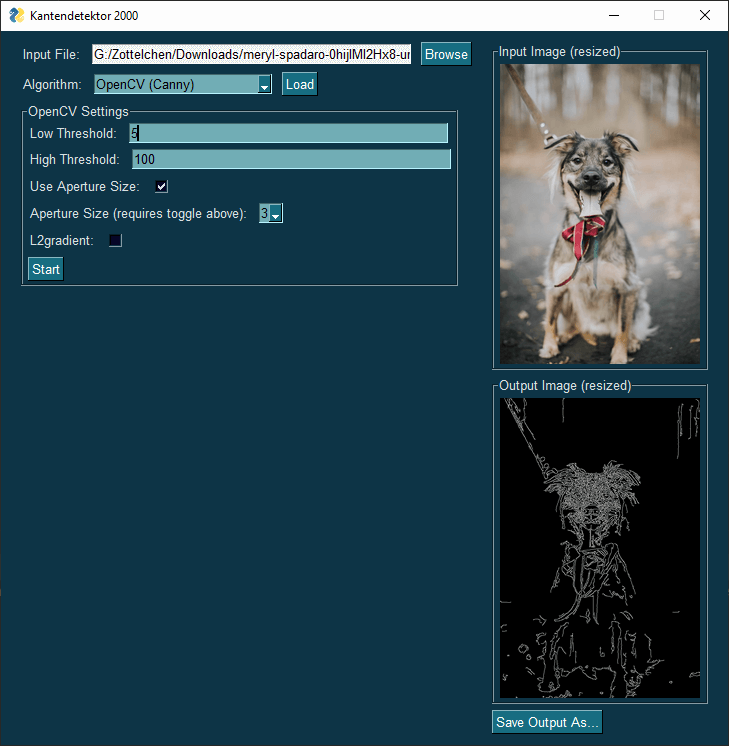 Kantendetektor 2000
Input File: G:/Zottelchen/Downloads/meryl-spadaro-0hijlMl2Hx8-un Browse
Algorithm: OpenCV (Canny) Load
OpenCV Settings
Low Threshold: 5
High Threshold: 100
Use Aperture Size:
Aperture Size (requires toggle above): 3
L2gradient:
Start
Input Image (resized)
Output Image (resized)
Save Output As...